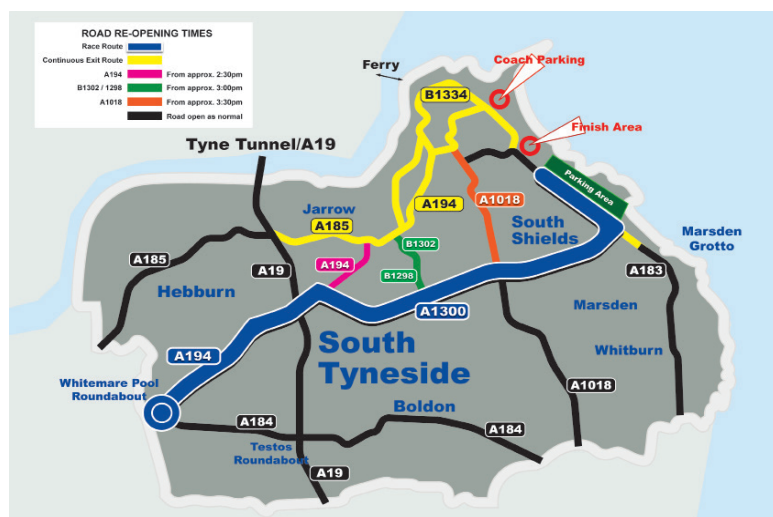 ROAD RE-OPENING TIMES
Race Route
Continuous Exit Route
A194 From approx. 2:30pm
B1302 / 1298 From approx. 3:00pm
A1018 From approx. 3:30pm
Road open as normal
Ferry
Coach Parking
B1334
Finish Area
Tyne Tunnel/A19
Parking Area
Jarrow
A185
A194
A1018
South
Shields
Marsden
Grotto
A185
A19
A194
B1302
B1298
A183
Hebburn
A1300
Marsden
A194
South
Tyneside
Whitburn
Whitemare Pool
Roundabout
A1018
Boldon
A184
A184
Testos
Roundabout
A19